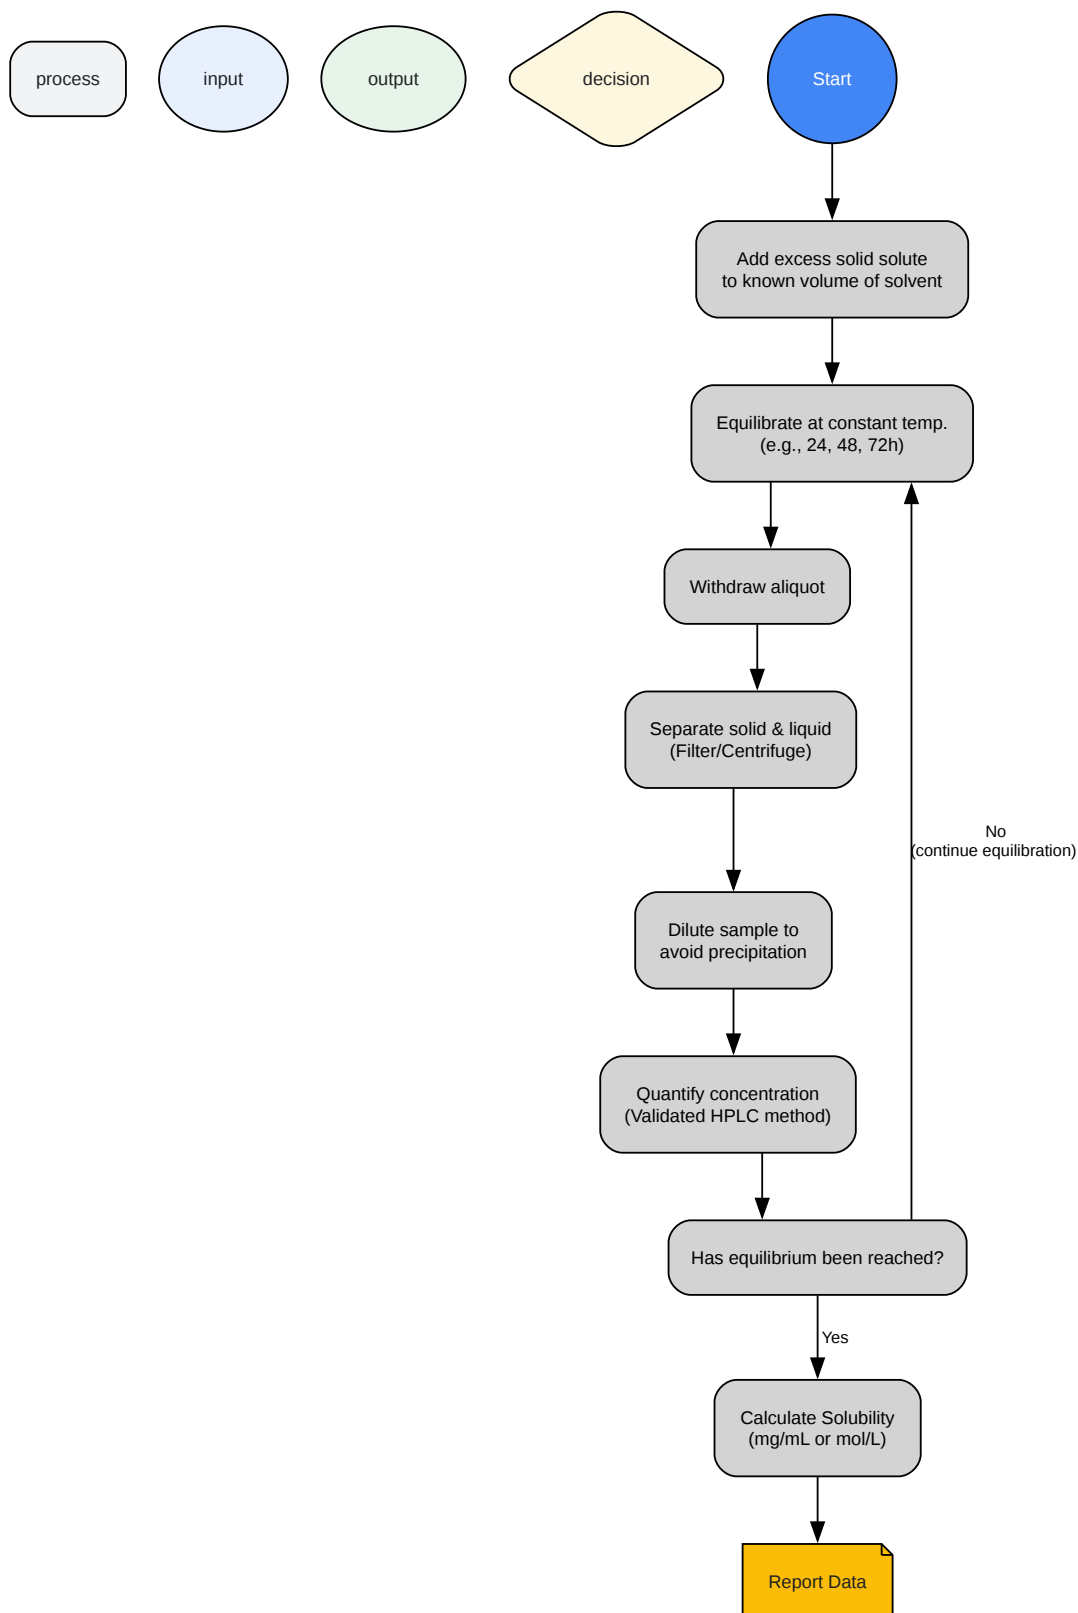 process
input
output
decision
Start
Add excess solid solute
to known volume of solvent
Equilibrate at constant temp.
(e.g., 24, 48, 72h)
Withdraw aliquot
Separate solid & liquid
(Filter/Centrifuge)
No
(continue equilibration)
Dilute sample to
avoid precipitation
Quantify concentration
(Validated HPLC method)
Has equilibrium been reached?
Yes
Calculate Solubility
(mg/mL or mol/L)
Report Data